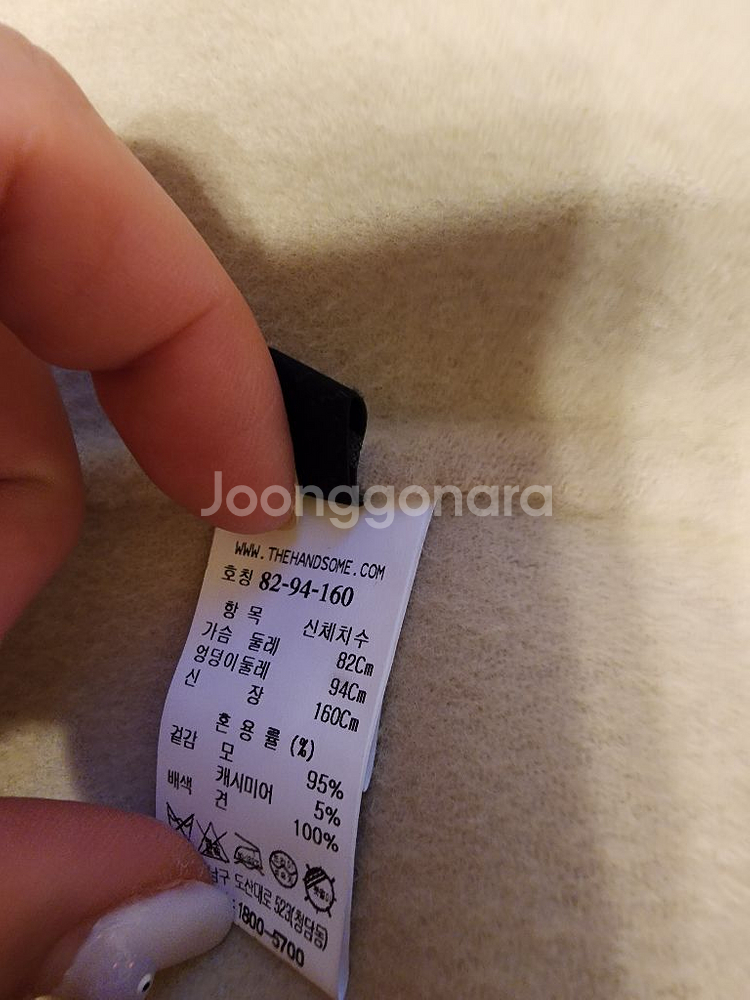 Joonggonara
WWW.THEHANDSOME.COM
호칭 82-94-160
항 목 신체치수
가슴 둘레 82Cm
엉덩이둘레 94Cm
신 장 160Cm
혼 용 률 (%)
겉감 모 95%
캐시미어 5%
배색 견 100%
남구 도산대로 523(청담동)
1800-5700